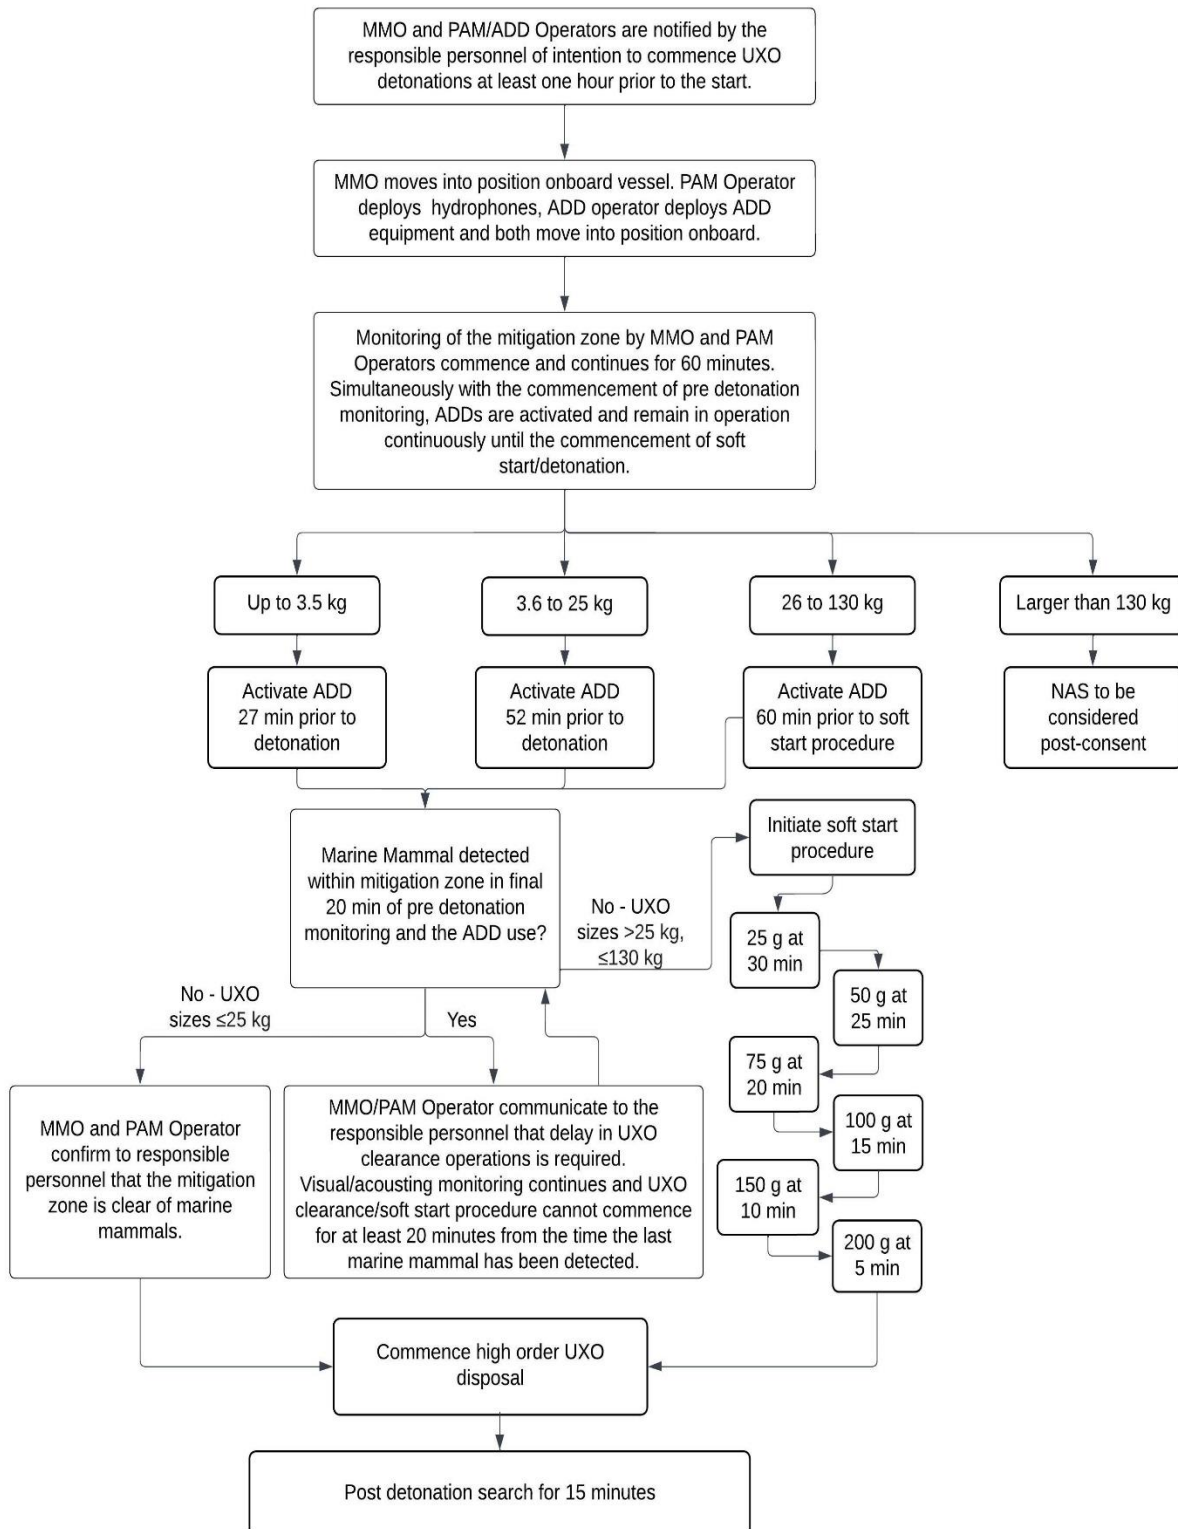 MMO and PAM/ADD Operators are notified by the
responsible personnel of intention to commence UXO
detonations at least one hour prior to the start.
MMO moves into position onboard vessel. PAM Operator
deploys hydrophones, ADD operator deploys ADD
equipment and both move into position onboard.
Monitoring of the mitigation zone by MMO and PAM
Operators commence and continues for 60 minutes.
Simultaneously with the commencement of pre detonation
monitoring, ADDs are activated and remain in operation
continuously until the commencement of soft
start/detonation.
Up to 3.5 kg
3.6 to 25 kg
26 to 130 kg
Larger than 130 kg
Activate ADD
27 min prior to
detonation
Activate ADD
52 min prior to
detonation
Activate ADD
60 min prior to soft
start procedure
NAS to be
considered
post-consent
Marine Mammal detected
within mitigation zone in final
20 min of pre detonation
monitoring and the ADD use?
No - UXO
sizes >25 kg,
≤130 kg
Initiate soft start
procedure
25 g at
30 min
50 g at
25 min
75 g at
20 min
100 g at
15 min
150 g at
10 min
200 g at
5 min
No - UXO
sizes ≤25 kg
Yes
MMO and PAM Operator
confirm to responsible
personnel that the mitigation
zone is clear of marine
mammals.
MMO/PAM Operator communicate to the
responsible personnel that delay in UXO
clearance operations is required.
Visual/acousting monitoring continues and UXO
clearance/soft start procedure cannot commence
for at least 20 minutes from the time the last
marine mammal has been detected.
Commence high order UXO
disposal
Post detonation search for 15 minutes